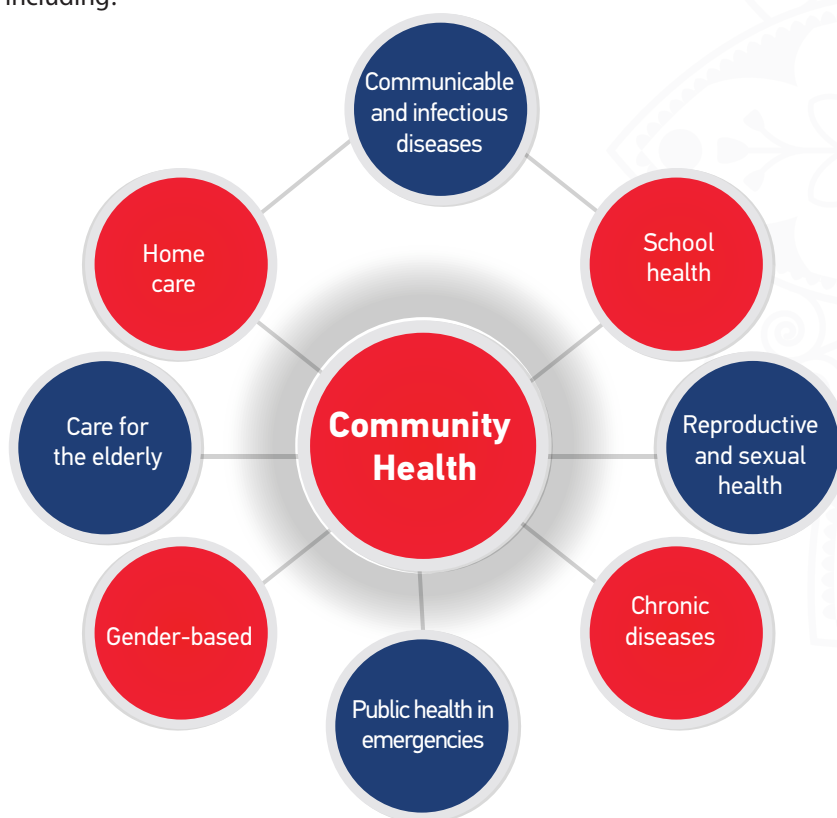 including:
Communicable
and infectious
diseases
Home
care
School
health
Community
Health
Care for
the elderly
Reproductive
and sexual
health
Gender-based
Chronic
diseases
Public health in
emergencies